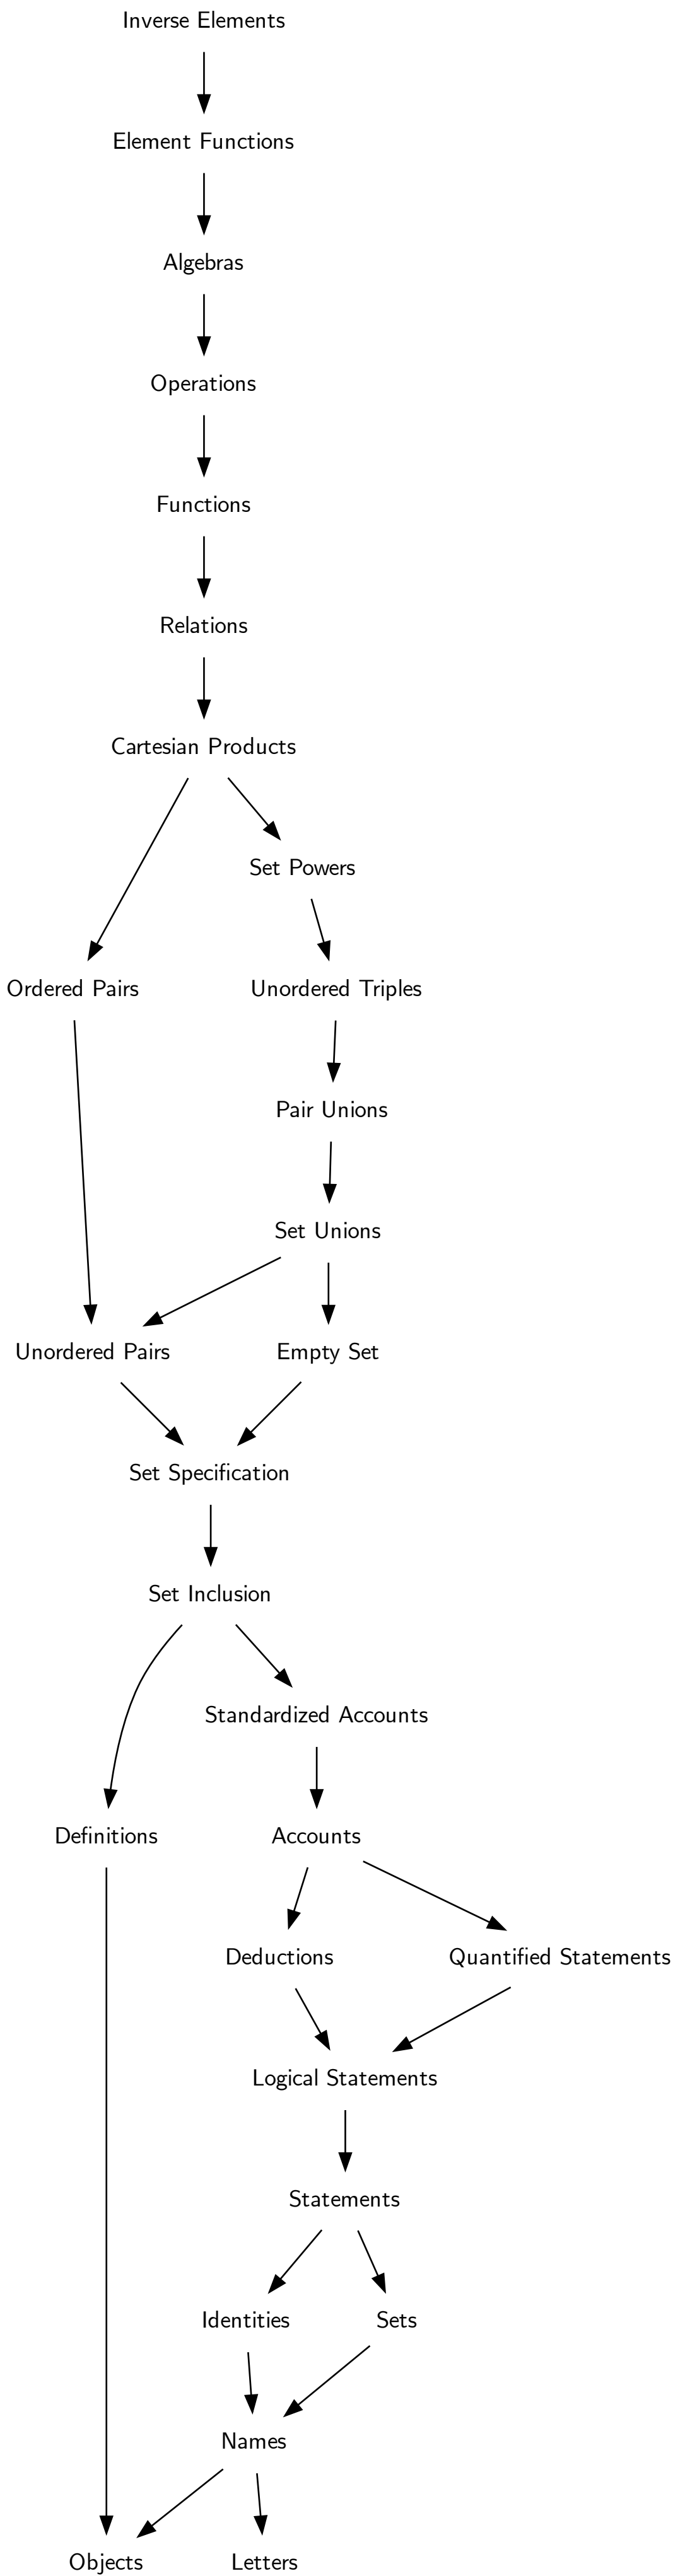 Inverse Elements
Element Functions
Algebras
Operations
Functions
Relations
Cartesian Products
Set Powers
Ordered Pairs
Unordered Triples
Pair Unions
Set Unions
Unordered Pairs
Empty Set
Set Specification
Set Inclusion
Standardized Accounts
Definitions
Accounts
Deductions
Quantified Statements
Logical Statements
Statements
Identities
Sets
Names
Objects
Letters